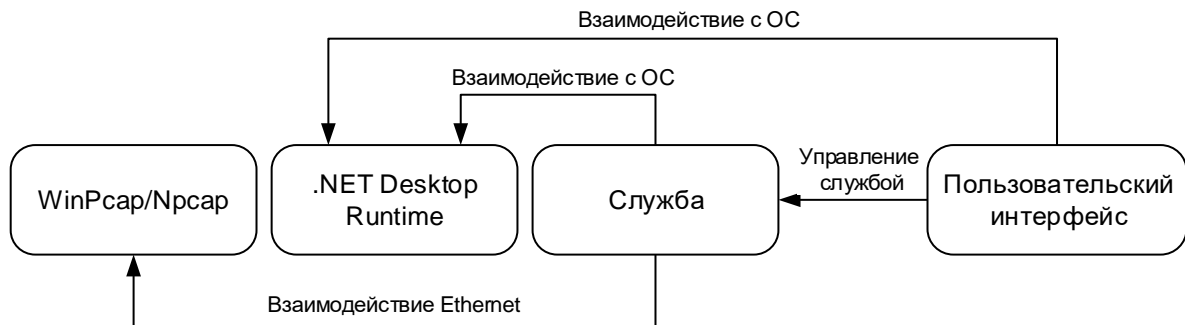 Взаимодействие с ОС
Взаимодействие с ОС
WinPcap/Npcap
.NET Desktop
Runtime
Служба
Управление
службой
Пользовательский
интерфейс
Взаимодействие Ethernet